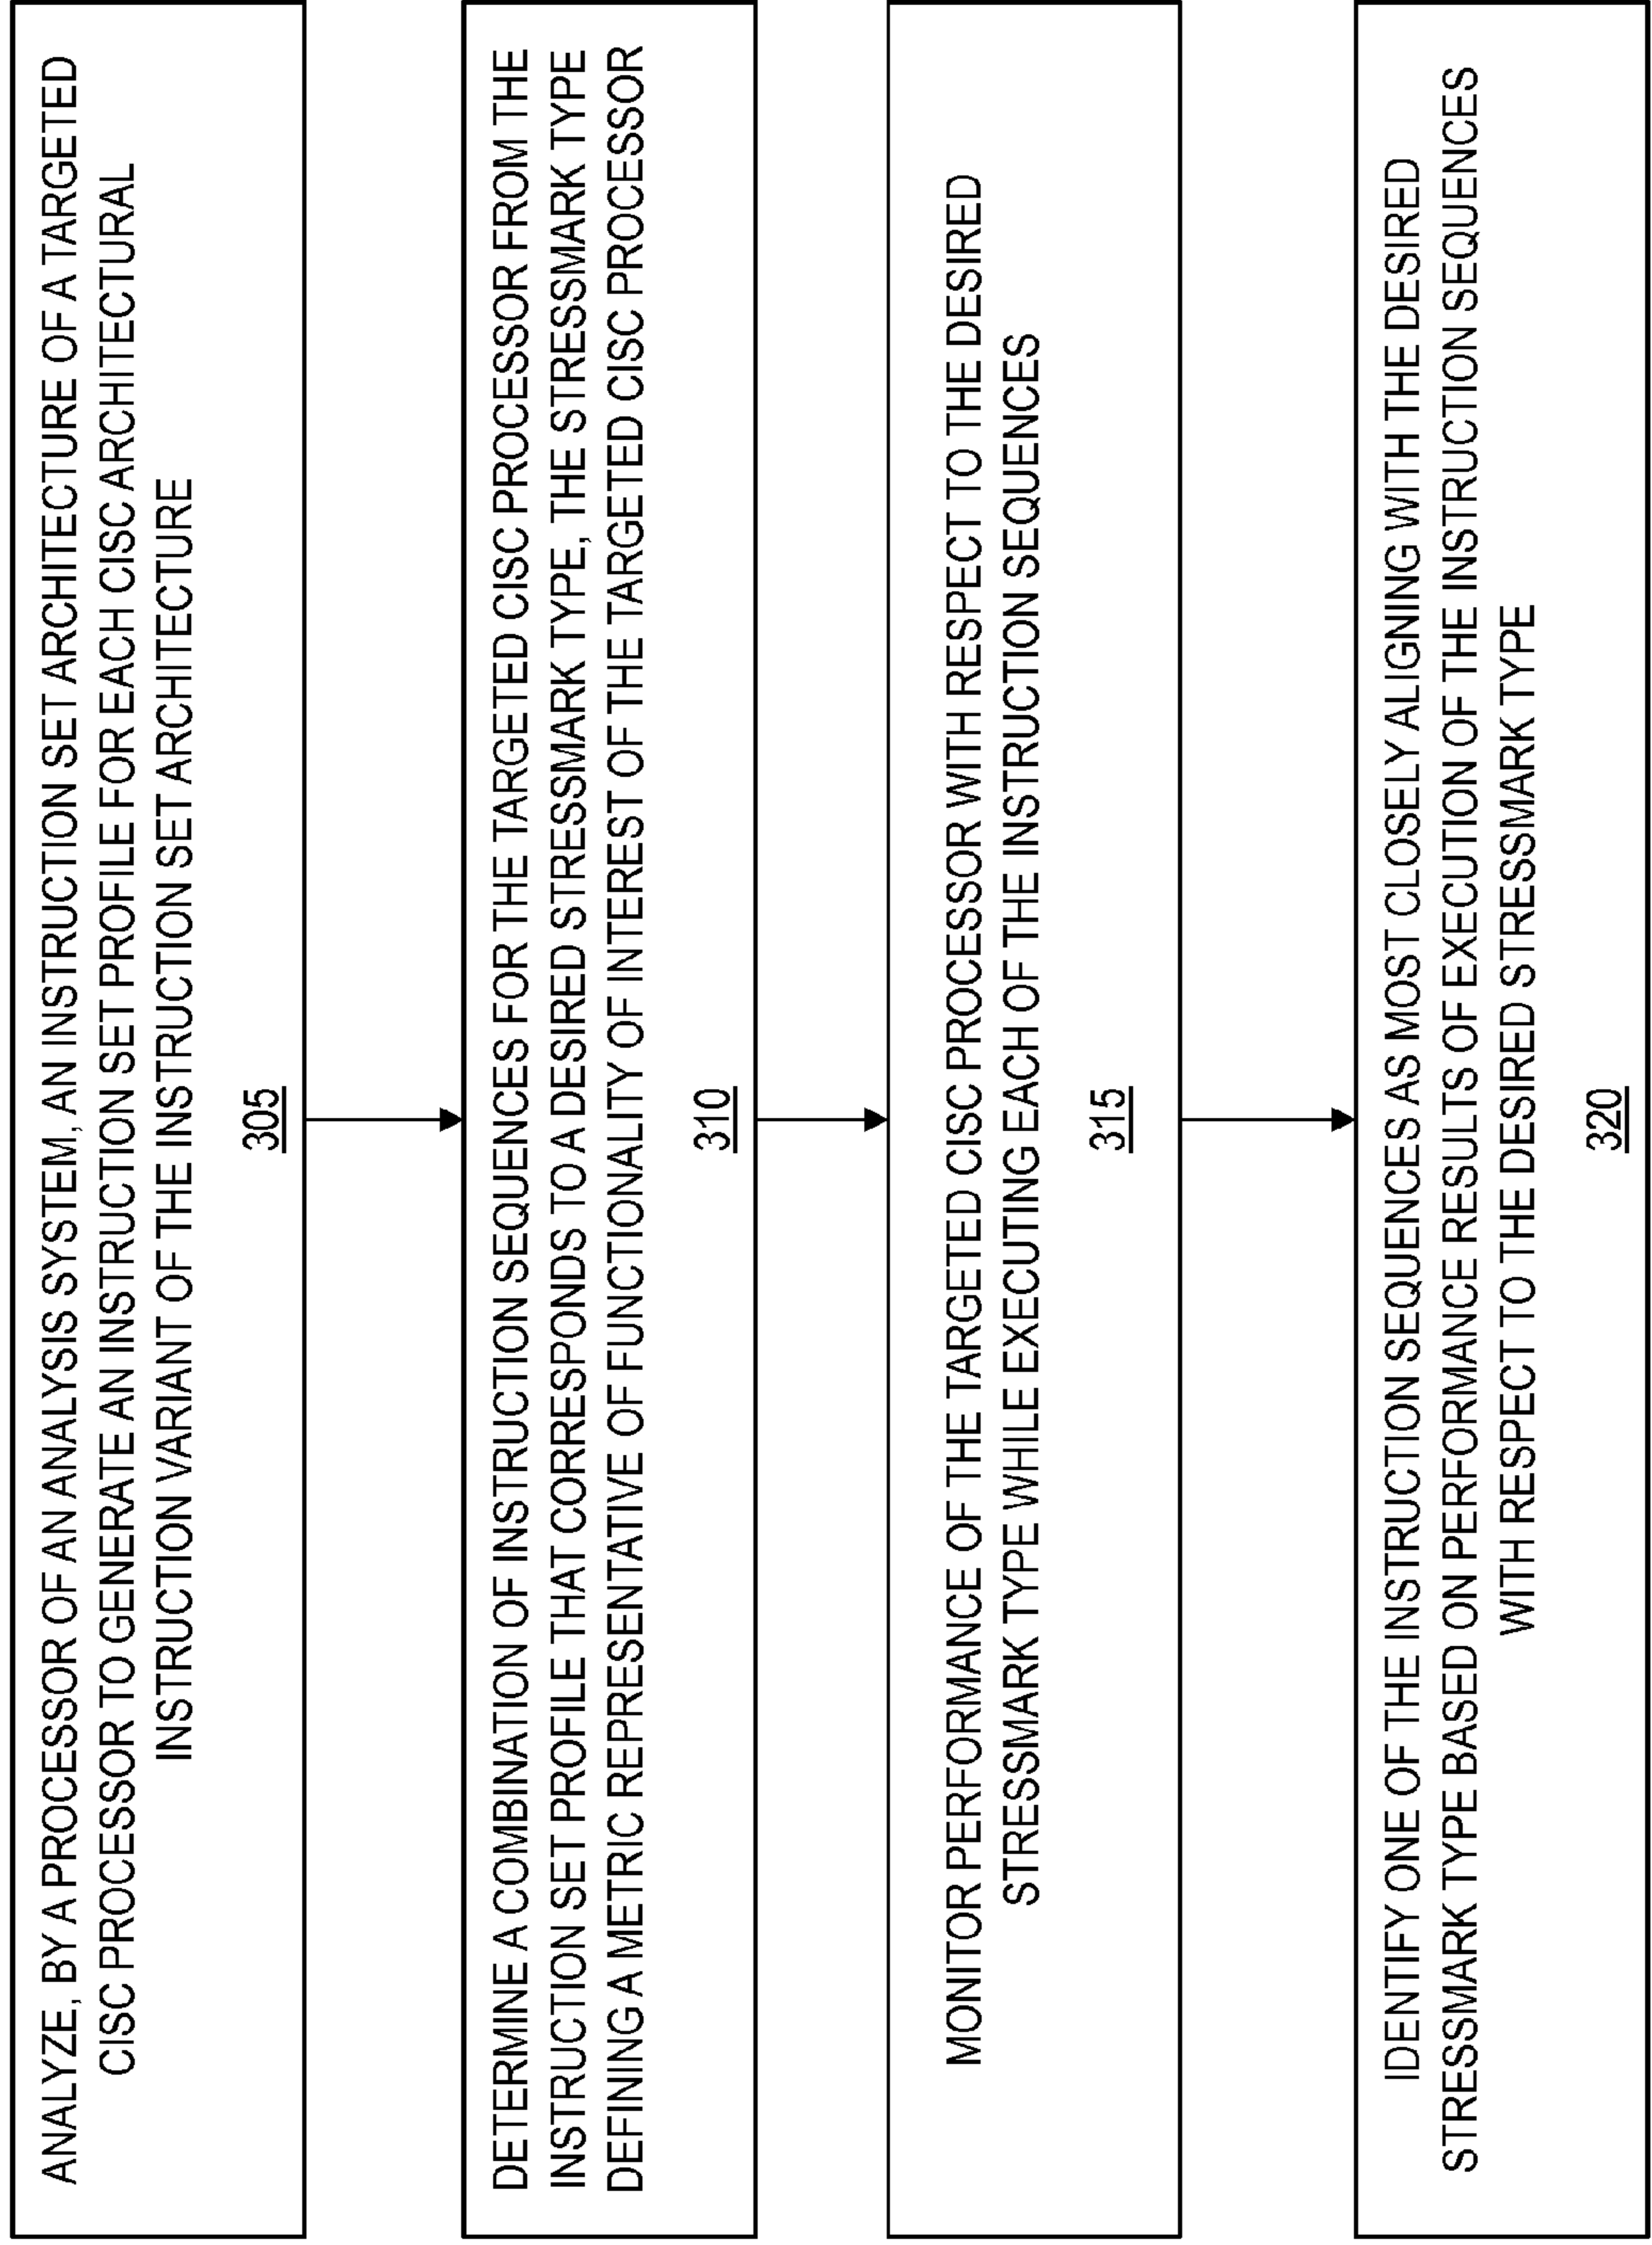 ANALYZE, BY A PROCESSOR OF AN ANALYSIS SYSTEM, AN INSTRUCTION SET ARCHITECTURE OF A TARGETED
CISC PROCESSOR TO GENERATE AN INSTRUCTION SET PROFILE FOR EACH CISC ARCHITECTURAL
INSTRUCTION VARIANT OF THE INSTRUCTION SET ARCHITECTURE
305
DETERMINE A COMBINATION OF INSTRUCTION SEQUENCES FOR THE TARGETED CISC PROCESSOR FROM THE
INSTRUCTION SET PROFILE THAT CORRESPONDS TO A DESIRED STRESSMARK TYPE, THE STRESSMARK TYPE
DEFINING A METRIC REPRESENTATIVE OF FUNCTIONALITY OF INTEREST OF THE TARGETED CISC PROCESSOR
310
MONITOR PERFORMANCE OF THE TARGETED CISC PROCESSOR WITH RESPECT TO THE DESIRED
STRESSMARK TYPE WHILE EXECUTING EACH OF THE INSTRUCTION SEQUENCES
315
IDENTIFY ONE OF THE INSTRUCTION SEQUENCES AS MOST CLOSELY ALIGNING WITH THE DESIRED
STRESSMARK TYPE BASED ON PERFORMANCE RESULTS OF EXECUTION OF THE INSTRUCTION SEQUENCES
WITH RESPECT TO THE DESIRED STRESSMARK TYPE
320